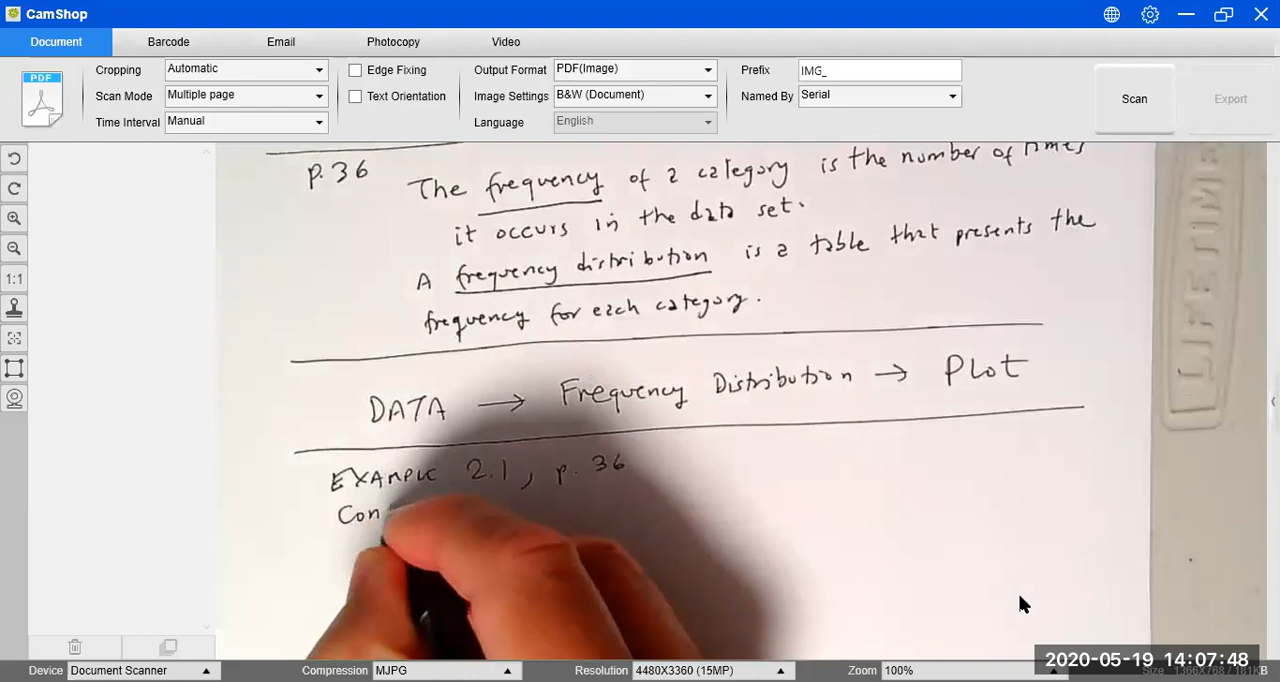 CamShop
Document Barcode Email Photocopy Video
PDF
Cropping Automatic Edge Fixing Output Format PDF(Image) Prefix IMG_
Scan Mode Multiple page Text Orientation Image Settings B&W (Document) Named By Serial Scan Export
Time Interval Manual Language English
p.36
The frequency of a category is the number of times
it occurs in the data set.
A frequency distribution is a table that presents the
frequency for each category.
DATA → Frequency Distribution → PLOT
EXAMPLE 2.1, p. 36
Con
1:1
LIFETIME
2020-05-19 14:07:48
Device Document Scanner Compression MJPG Resolution 4480X3360 (15MP) Zoom 100%